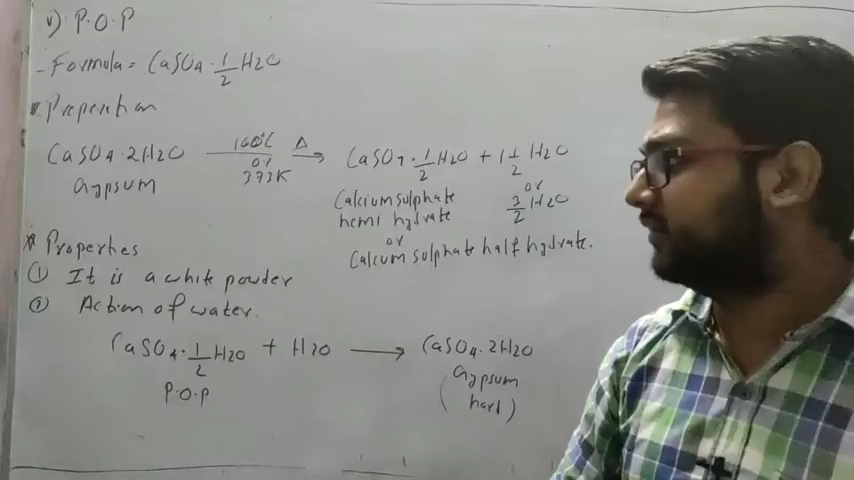 v) P.O.P
- Formula = CaSO4 . 1/2 H2O
* Preperation
CaSO4 . 2H2O 100°C or 373K Δ → CaSO4 . 1/2 H2O + 1 1/2 H2O
Gypsum
or 3/2 H2O
Calcium sulphate
hemi hydrate
or
Calcium sulphate half hydrate.
* Properties
① It is a white powder
② Action of water.
CaSO4 . 1/2 H2O + H2O → CaSO4 . 2H2O
P.O.P
Gypsum
(hard)